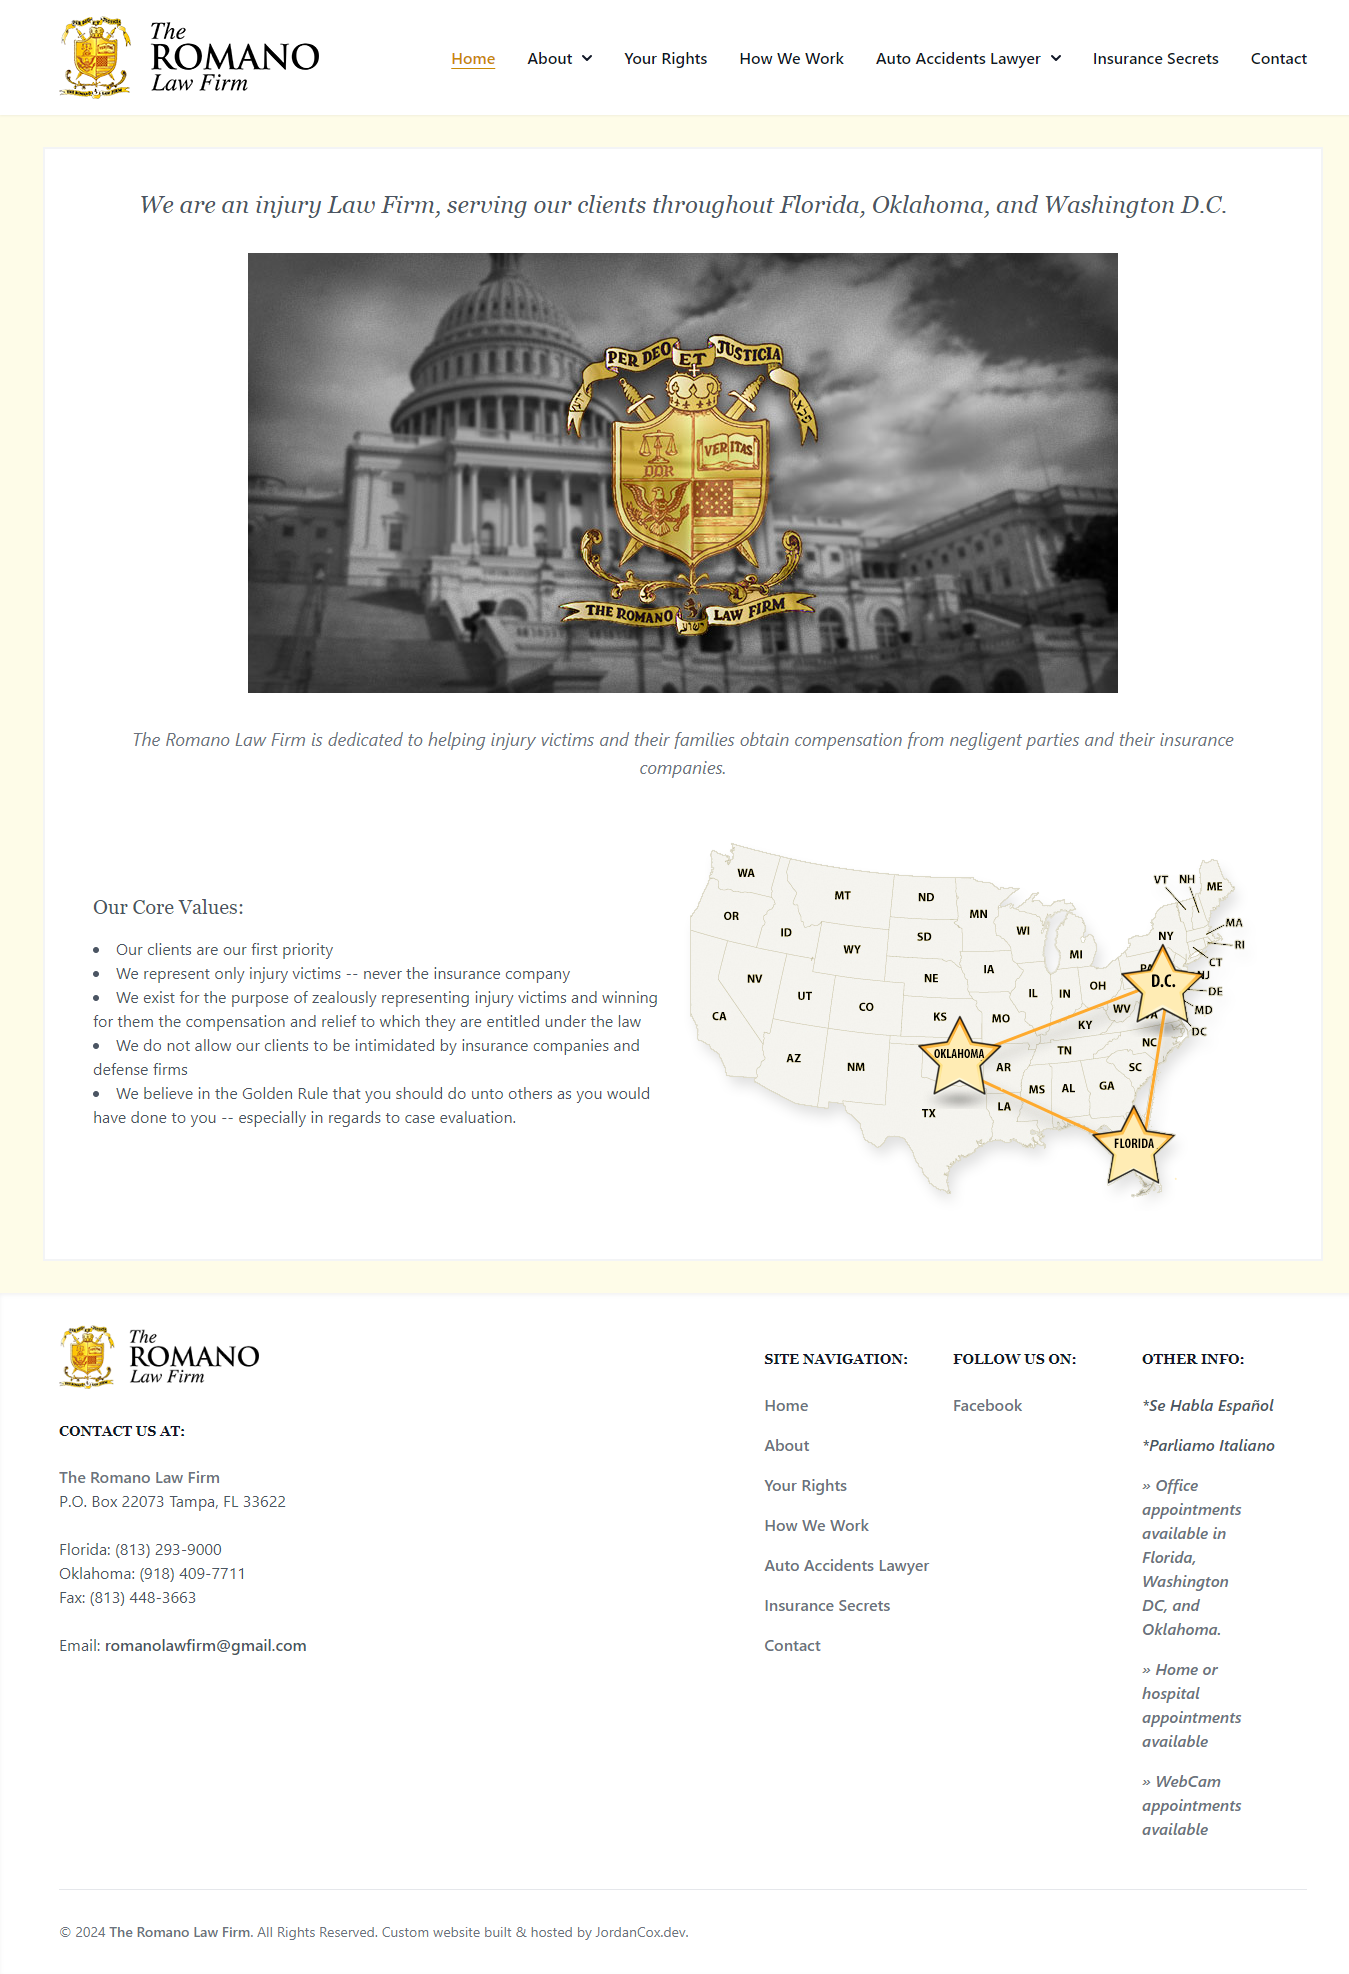 The
ROMANO
Law Firm
Home About Your Rights How We Work Auto Accidents Lawyer Insurance Secrets Contact
We are an injury Law Firm, serving our clients throughout Florida, Oklahoma, and Washington D.C.
PER DEO ET JUSTICIA
VERITAS
DDR
THE ROMANO LAW FIRM
ישוע
The Romano Law Firm is dedicated to helping injury victims and their families obtain compensation from negligent parties and their insurance
companies.
Our Core Values:
• Our clients are our first priority
• We represent only injury victims -- never the insurance company
• We exist for the purpose of zealously representing injury victims and winning
for them the compensation and relief to which they are entitled under the law
• We do not allow our clients to be intimidated by insurance companies and
defense firms
• We believe in the Golden Rule that you should do unto others as you would
have done to you -- especially in regards to case evaluation.
WA
MT
ND
MN
VT
NH
ME
OR
ID
WY
SD
WI
MI
NY
MA
RI
CT
NV
UT
CO
NE
IA
IL
IN
OH
PA
D.C.
NJ
DE
MD
DC
CA
KS
MO
KY
WV
VA
AZ
NM
OKLAHOMA
AR
TN
NC
SC
TX
LA
MS
AL
GA
FLORIDA
The
ROMANO
Law Firm
CONTACT US AT:
The Romano Law Firm
P.O. Box 22073 Tampa, FL 33622
Florida: (813) 293-9000
Oklahoma: (918) 409-7711
Fax: (813) 448-3663
Email: romanolawfirm@gmail.com
SITE NAVIGATION:
Home
About
Your Rights
How We Work
Auto Accidents Lawyer
Insurance Secrets
Contact
FOLLOW US ON:
Facebook
OTHER INFO:
*Se Habla Español
*Parliamo Italiano
» Office
appointments
available in
Florida,
Washington
DC, and
Oklahoma.
» Home or
hospital
appointments
available
» WebCam
appointments
available
© 2024 The Romano Law Firm. All Rights Reserved. Custom website built & hosted by JordanCox.dev.